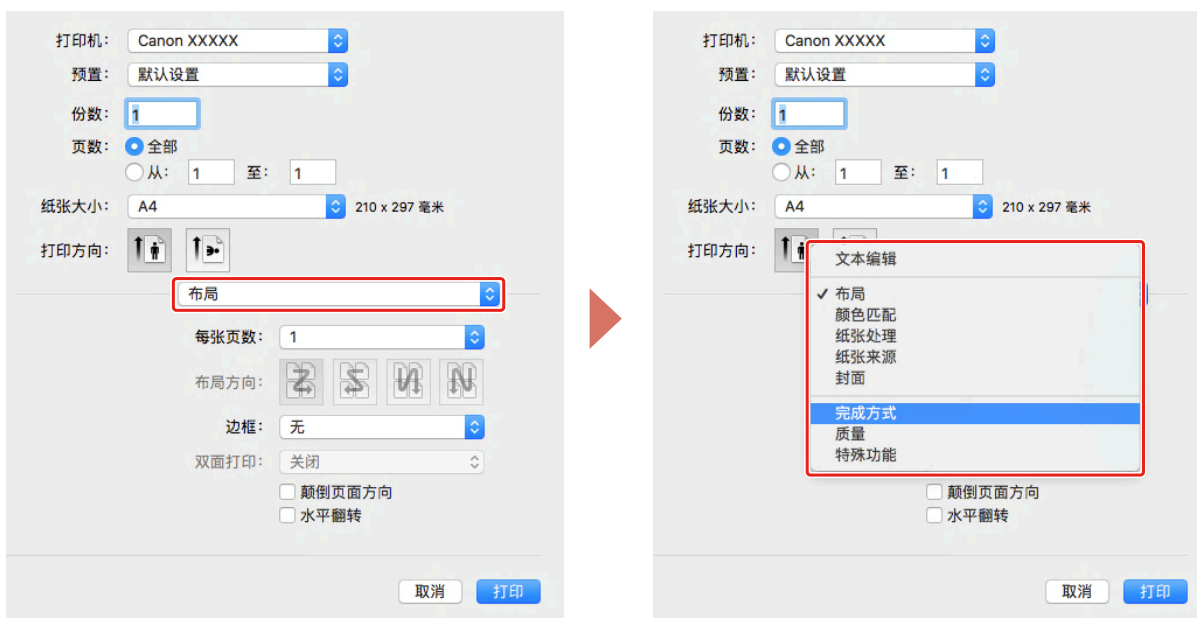 打印机： Canon XXXXX
预置： 默认设置
份数： 1
页数： 全部
从： 1 至： 1
纸张大小： A4 210 x 297 毫米
打印方向：
布局
每张页数： 1
布局方向：
边框： 无
双面打印： 关闭
颠倒页面方向
水平翻转
取消 打印
打印机： Canon XXXXX
预置： 默认设置
份数： 1
页数： 全部
从： 1 至： 1
纸张大小： A4 210 x 297 毫米
打印方向：
文本编辑
✓ 布局
颜色匹配
纸张处理
纸张来源
封面
完成方式
质量
特殊功能
颠倒页面方向
水平翻转
取消 打印